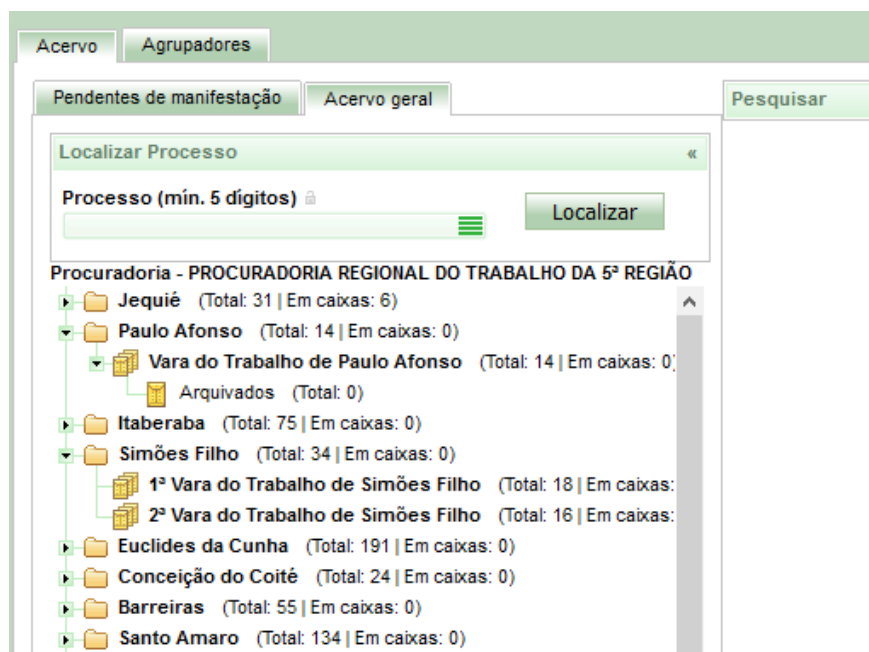 Acervo Agrupadores
Pendentes de manifestação Acervo geral Pesquisar
Localizar Processo «
Processo (mín. 5 dígitos)
Localizar
Procuradoria - PROCURADORIA REGIONAL DO TRABALHO DA 5ª REGIÃO
Jequié (Total: 31 | Em caixas: 6)
Paulo Afonso (Total: 14 | Em caixas: 0)
Vara do Trabalho de Paulo Afonso (Total: 14 | Em caixas: 0)
Arquivados (Total: 0)
Itaberaba (Total: 75 | Em caixas: 0)
Simões Filho (Total: 34 | Em caixas: 0)
1ª Vara do Trabalho de Simões Filho (Total: 18 | Em caixas:
2ª Vara do Trabalho de Simões Filho (Total: 16 | Em caixas:
Euclides da Cunha (Total: 191 | Em caixas: 0)
Conceição do Coité (Total: 24 | Em caixas: 0)
Barreiras (Total: 55 | Em caixas: 0)
Santo Amaro (Total: 134 | Em caixas: 0)